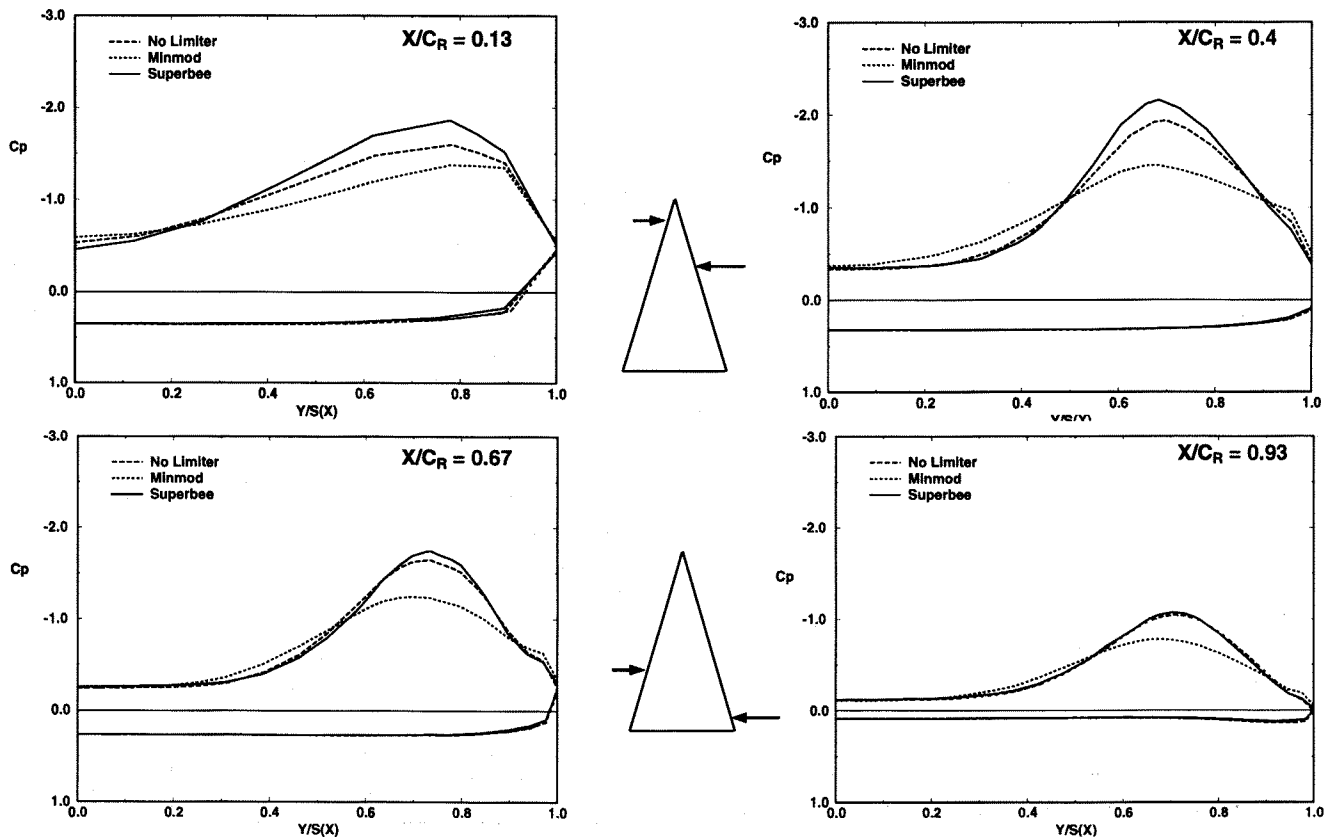 -3.0
-2.0
-1.0
0.0
1.0
Cp
No Limiter
Minmod
Superbee
X/CR = 0.13
0.0 0.2 0.4 0.6 0.8 1.0
Y/S(X)
-3.0
-2.0
-1.0
0.0
1.0
Cp
No Limiter
Minmod
Superbee
X/CR = 0.4
0.0 0.2 0.4 0.6 0.8 1.0
Y/S(X)
-3.0
-2.0
-1.0
0.0
1.0
Cp
No Limiter
Minmod
Superbee
X/CR = 0.67
0.0 0.2 0.4 0.6 0.8 1.0
Y/S(X)
-3.0
-2.0
-1.0
0.0
1.0
Cp
No Limiter
Minmod
Superbee
X/CR = 0.93
0.0 0.2 0.4 0.6 0.8 1.0
Y/S(X)